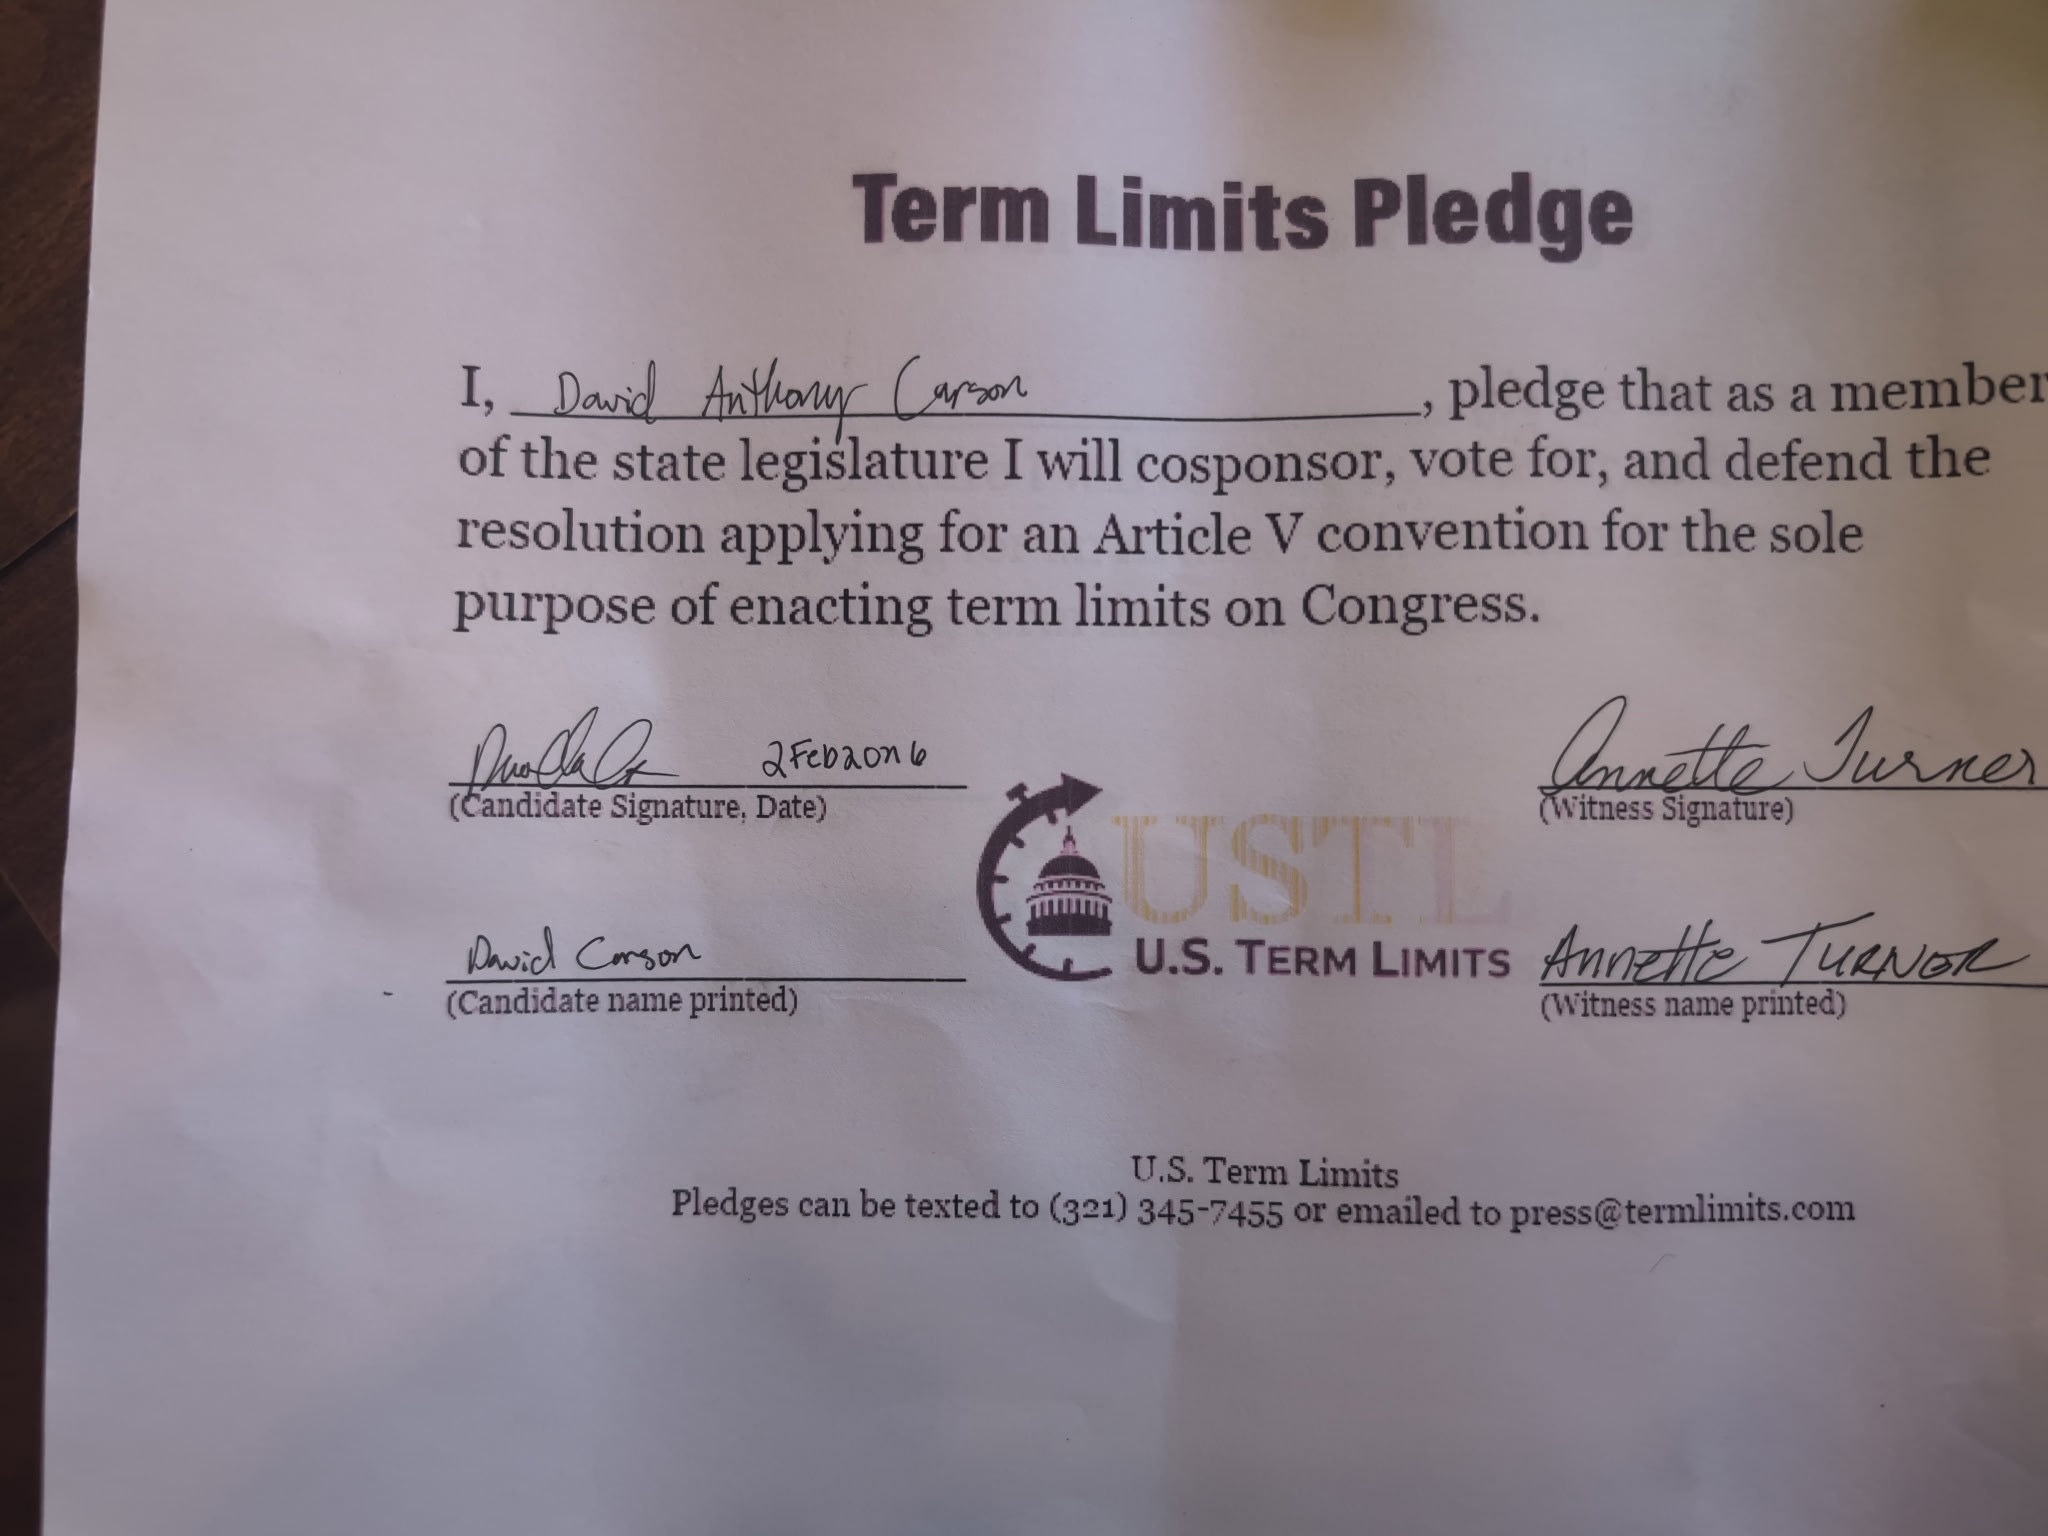 Term Limits Pledge
I, David Anthony Carson, pledge that as a member
of the state legislature I will cosponsor, vote for, and defend the
resolution applying for an Article V convention for the sole
purpose of enacting term limits on Congress.
2Feb20
(Candidate Signature, Date)
Annette Turner
(Witness Signature)
USTL
U.S. TERM LIMITS
David Carson
(Candidate name printed)
ANNette TURNER
(Witness name printed)
U.S. Term Limits
Pledges can be texted to (321) 345-7455 or emailed to press@termlimits.com